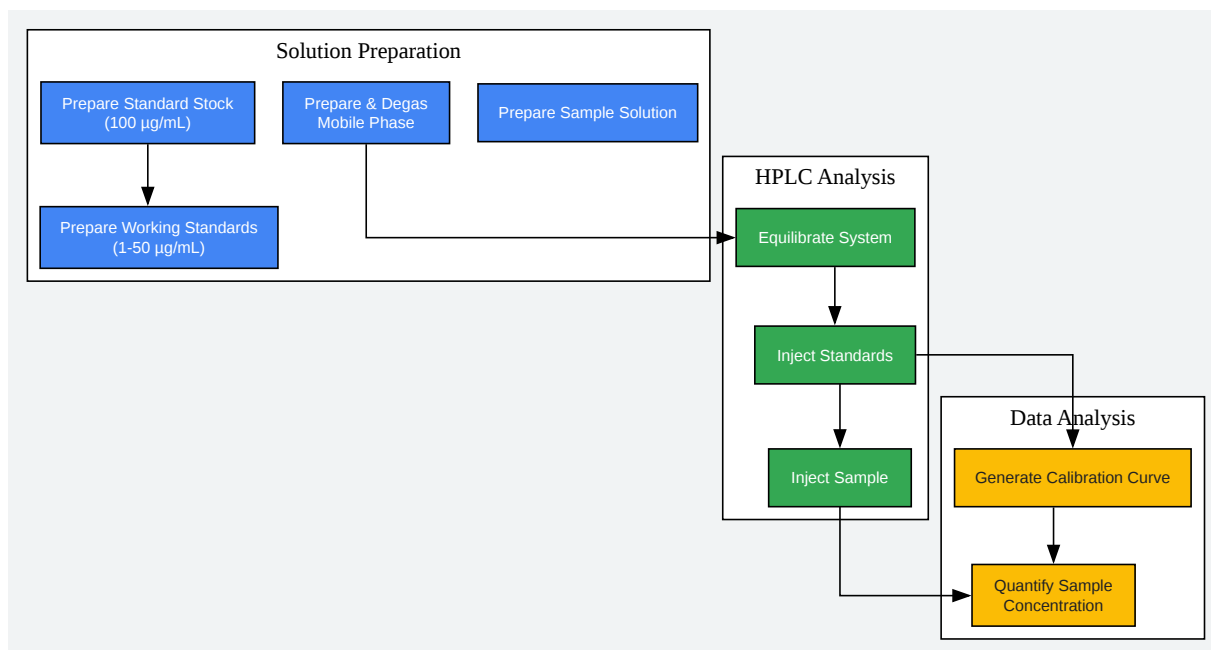 Solution Preparation
Prepare Standard Stock
(100 µg/mL)
Prepare & Degas
Mobile Phase
Prepare Sample Solution
Prepare Working Standards
(1-50 µg/mL)
HPLC Analysis
Equilibrate System
Inject Standards
Inject Sample
Data Analysis
Generate Calibration Curve
Quantify Sample
Concentration